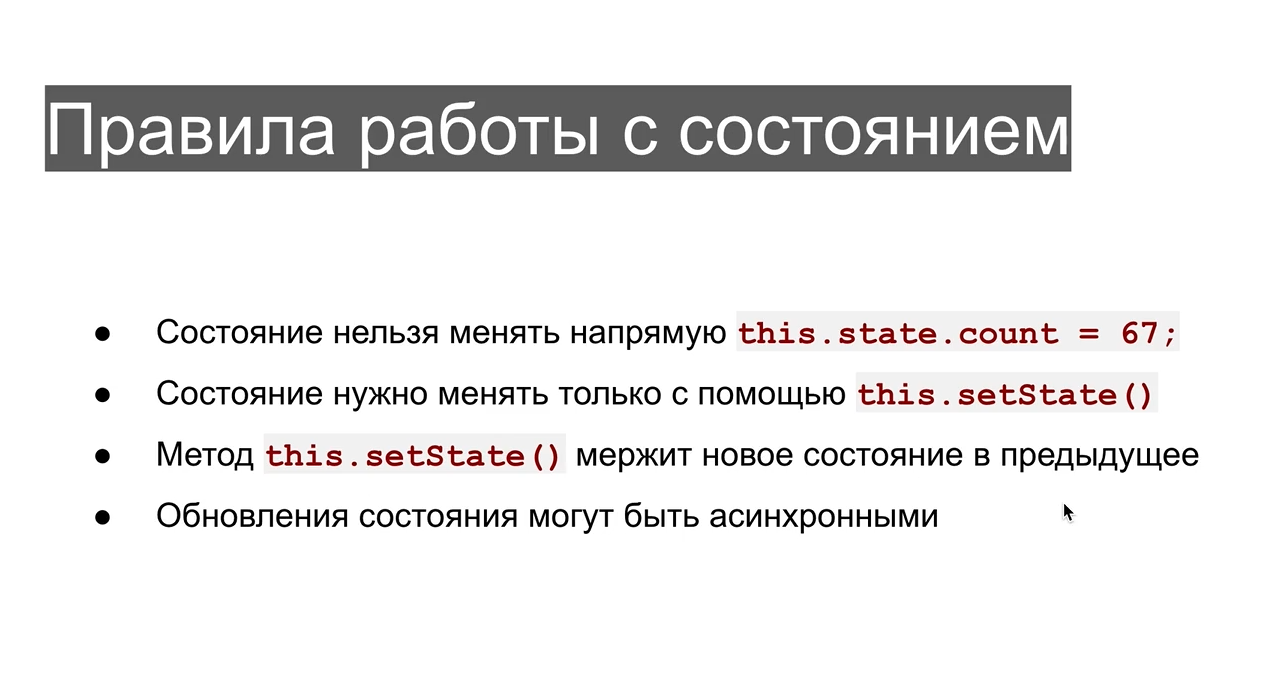 Правила работы с состоянием
● Состояние нельзя менять напрямую this.state.count = 67;
● Состояние нужно менять только с помощью this.setState()
● Метод this.setState() мержит новое состояние в предыдущее
● Обновления состояния могут быть асинхронными